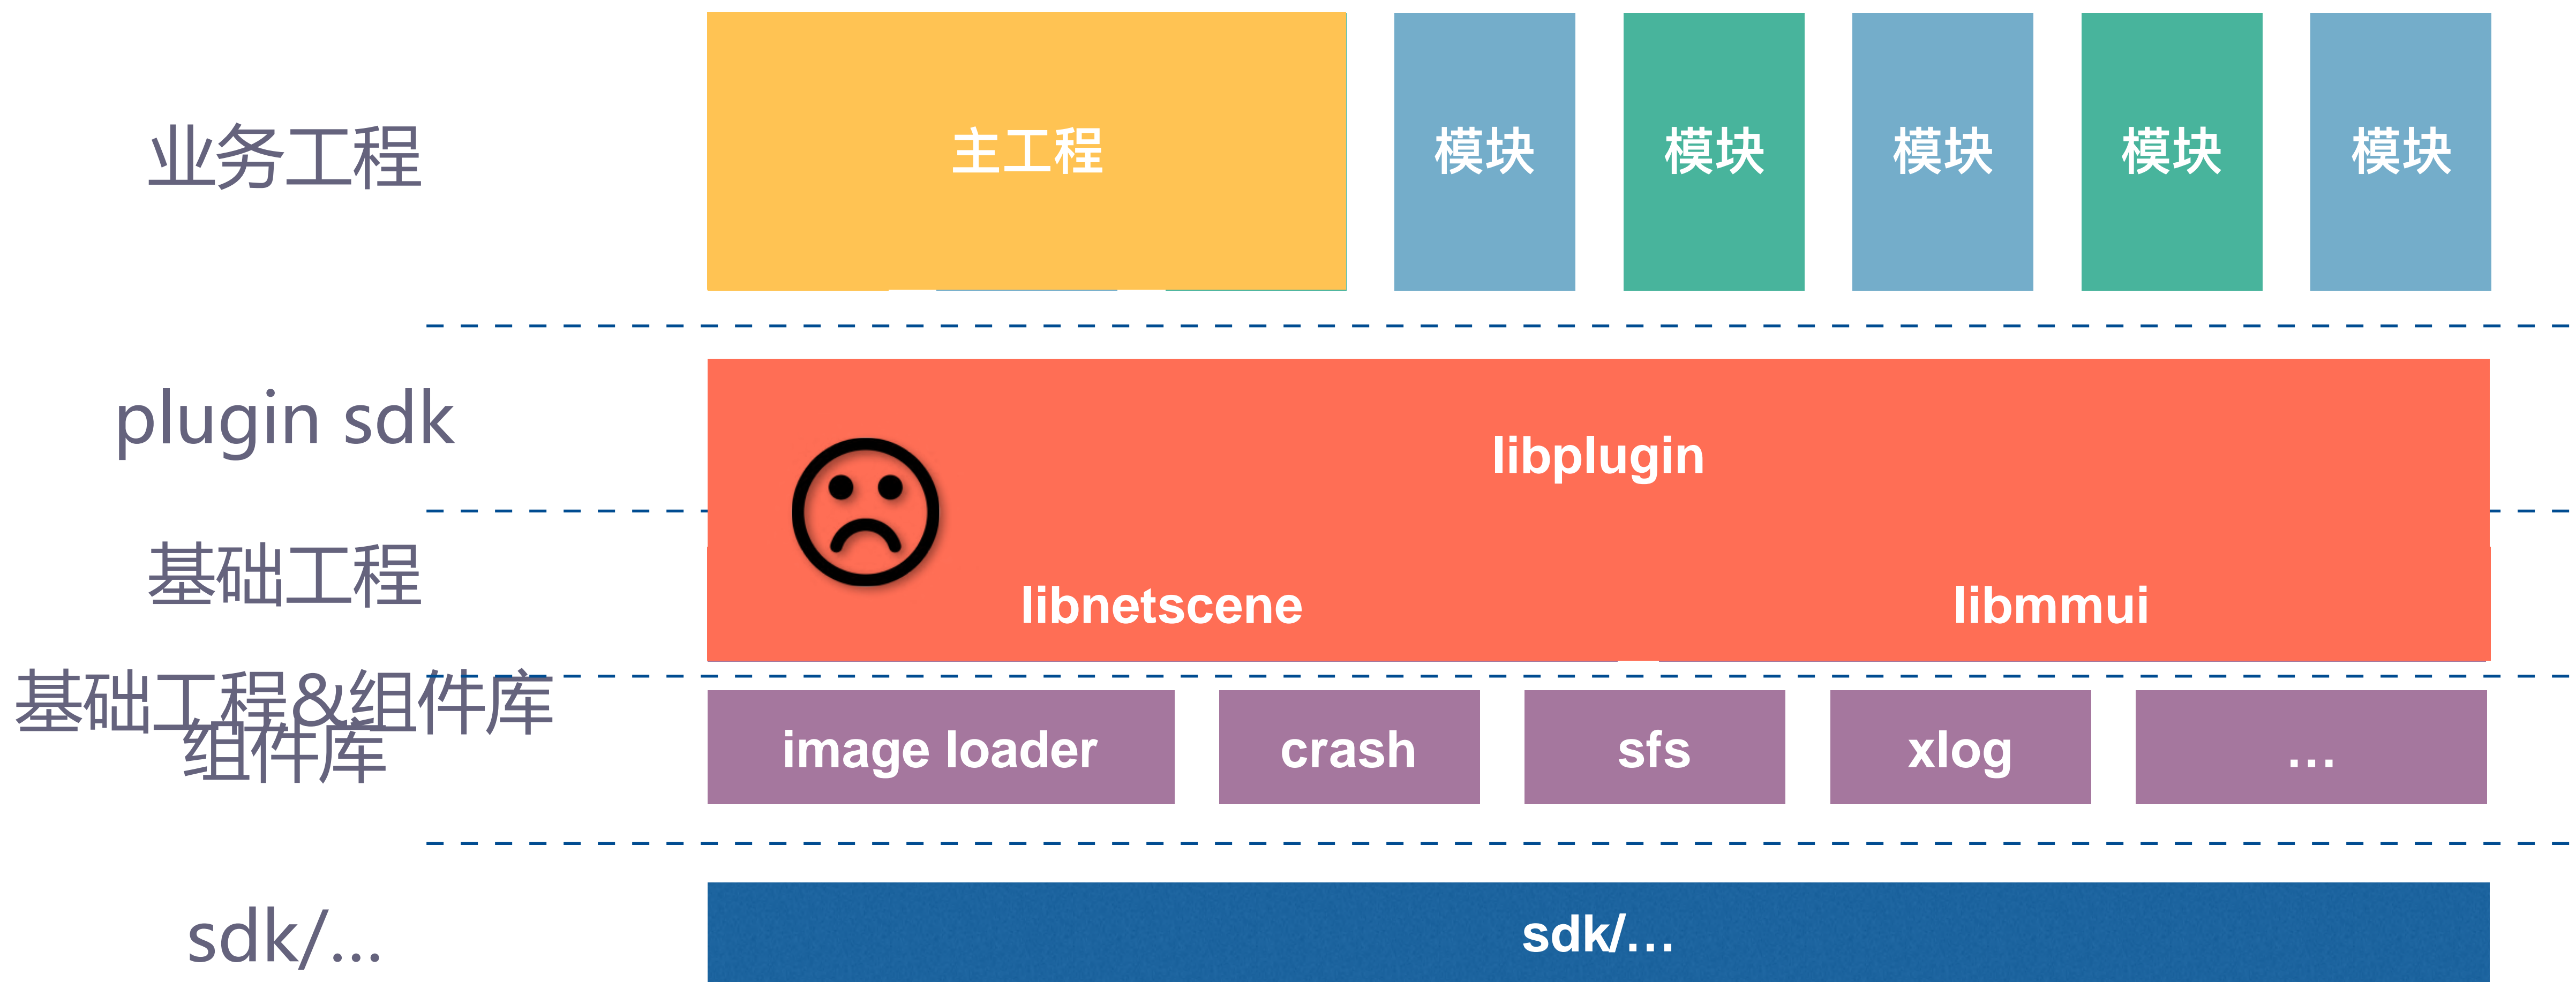 业务工程
主工程
模块
模块
模块
模块
模块
plugin sdk
libplugin
基础工程
libnetscene
libmmui
基础工程&组件库
组件库
image loader
crash
sfs
xlog
...
sdk/...
sdk/...